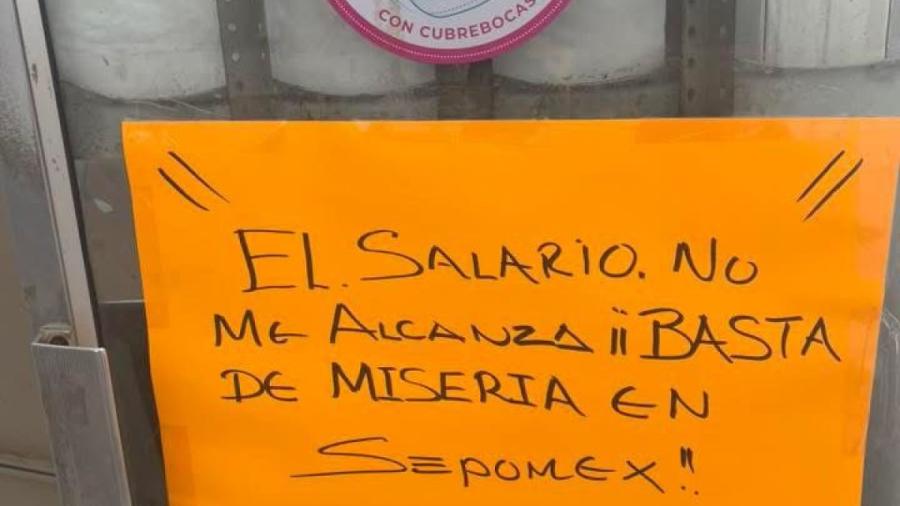 CON CUBREBOCAS
EL. SALARIO. NO
ME ALCANZA ¡¡BASTA
DE MISERIA EN
SEPOMEX!!